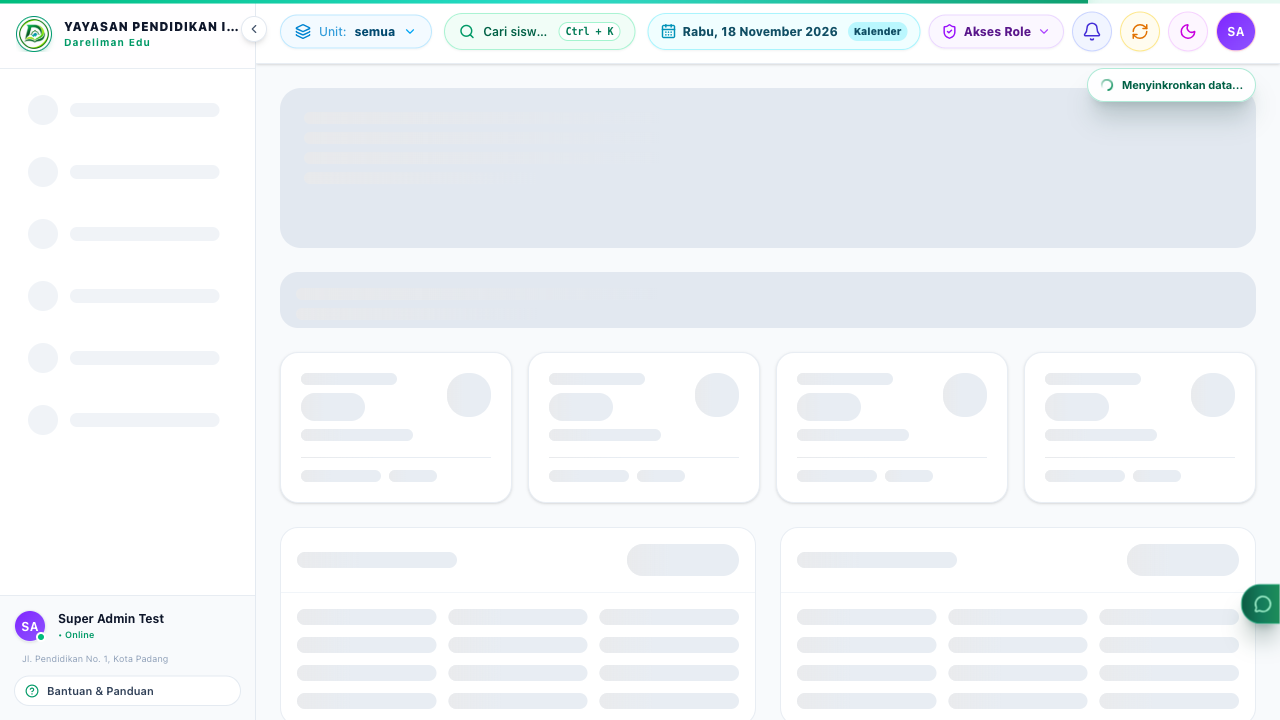 YAYASAN PENDIDIKAN I...
Dareliman Edu
Unit: semua
Cari sisw... Ctrl + K
Rabu, 18 November 2026 Kalender
Akses Role
SA
Menyinkronkan data...
SA
Super Admin Test
• Online
Jl. Pendidikan No. 1, Kota Padang
Bantuan & Panduan